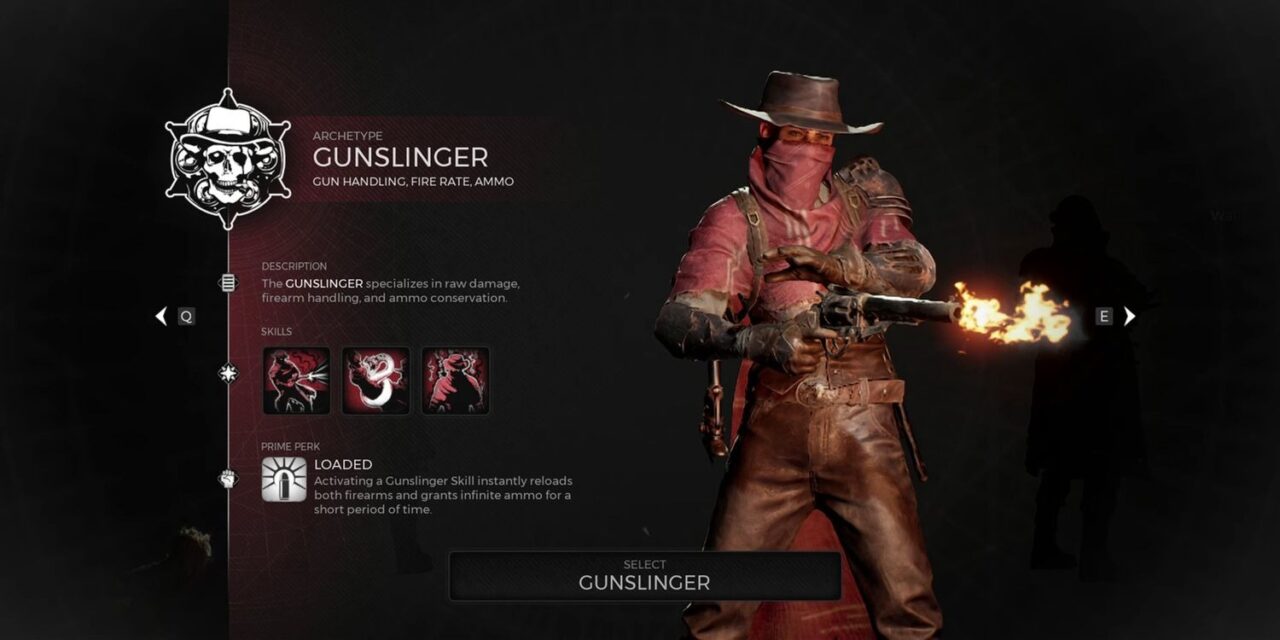 ARCHETYPE
GUNSLINGER
GUN HANDLING, FIRE RATE, AMMO
DESCRIPTION
The GUNSLINGER specializes in raw damage,
firearm handling, and ammo conservation.
Q
E
SKILLS
PRIME PERK
LOADED
Activating a Gunslinger Skill instantly reloads
both firearms and grants infinite ammo for a
short period of time.
SELECT
GUNSLINGER